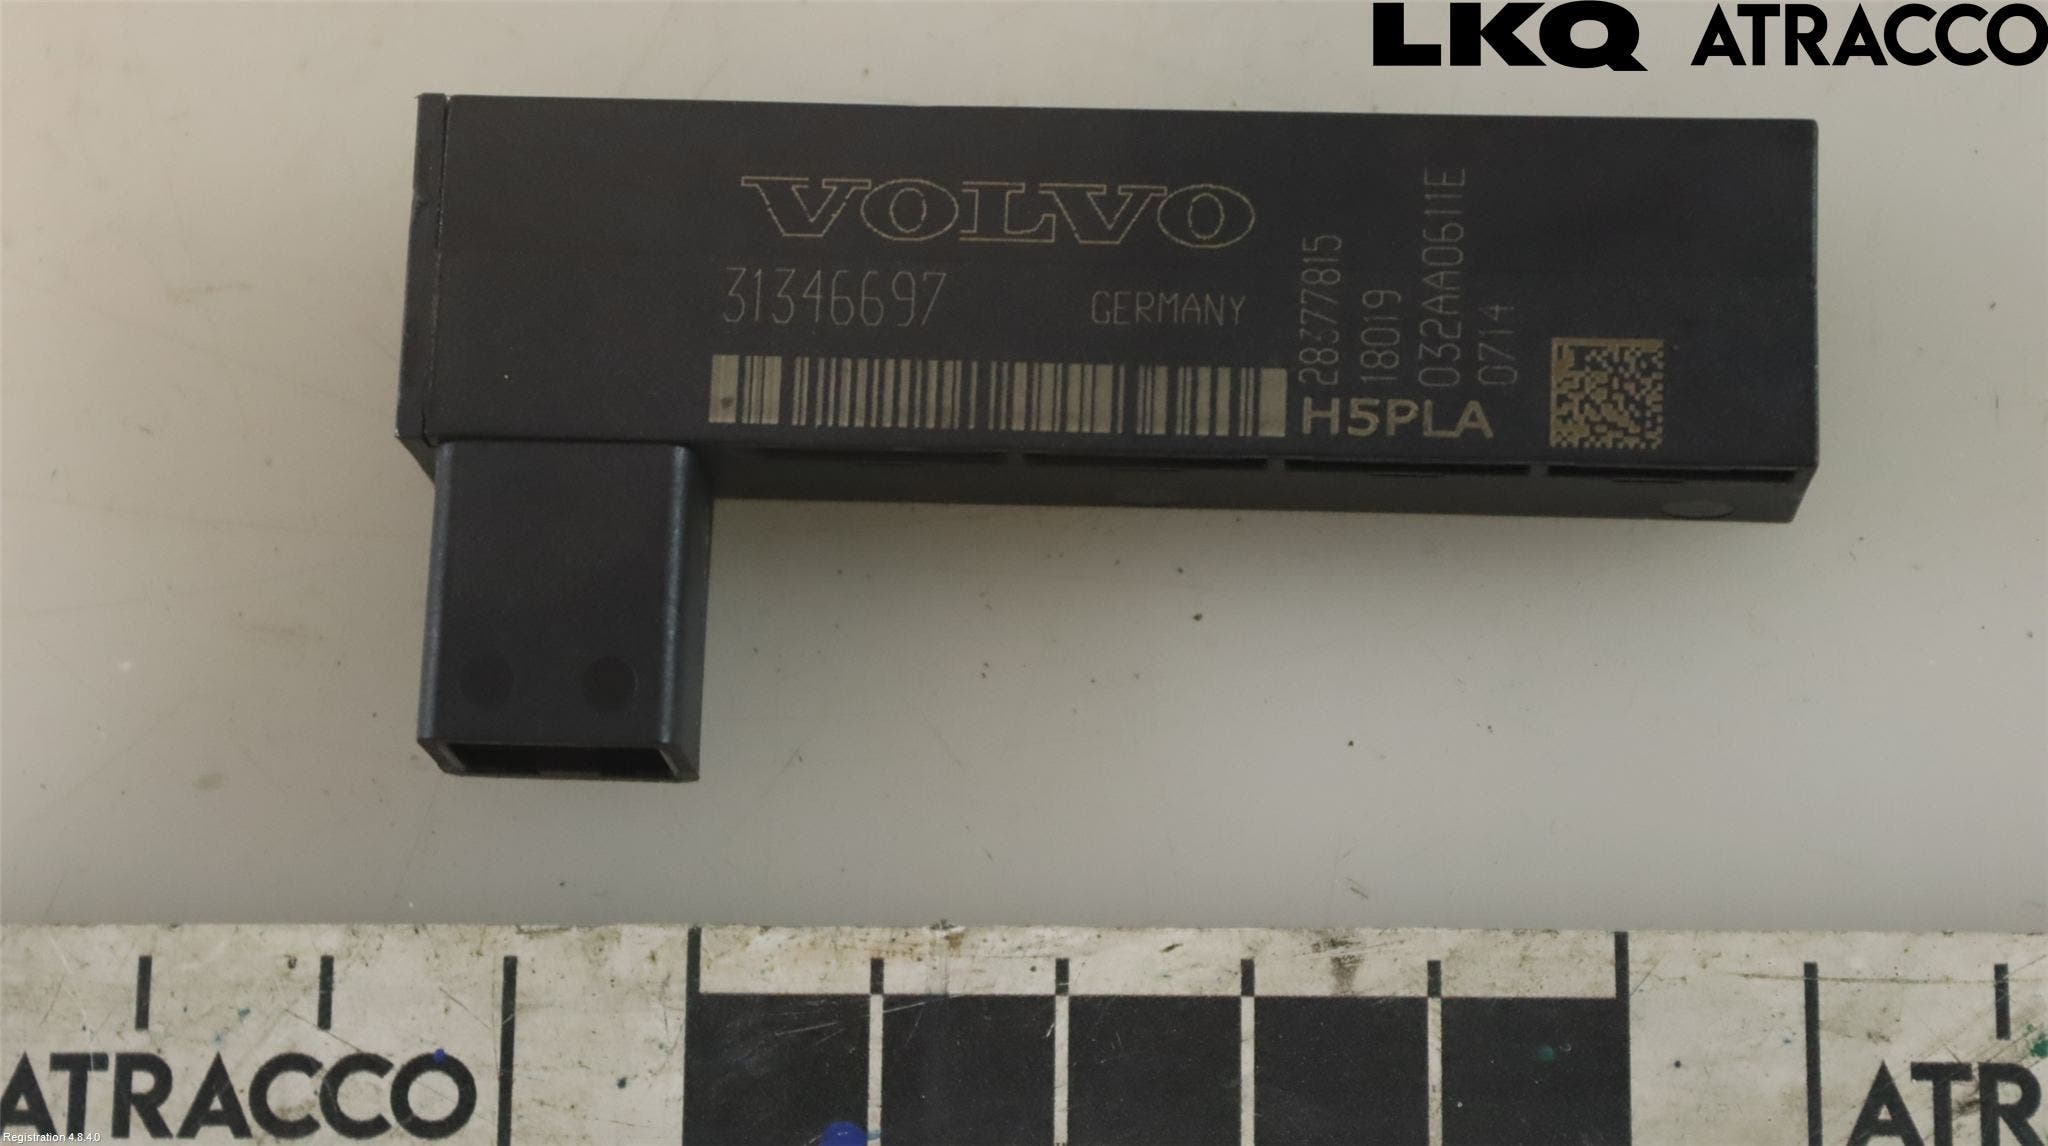 LKQ ATRACCO
VOLVO
31346697
GERMANY
28377815
18019
032AA0611E
0714
H5PLA
ATRACCO
ATR
Registration 4.8.4.0